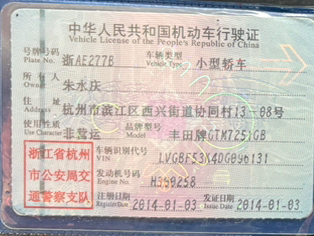 中华人民共和国机动车行驶证
Vehicle License of the People's Republic of China
号牌号码 浙AE277B 车辆类型 小型轿车
Plate No. Vehicle Type
所有人 朱水庆
Owner
住址 杭州市滨江区西兴街道协同村13-08号
Address
使用性质 非营运 品牌型号 丰田牌GTM7251GB
Use Character Model
浙江省杭州 车辆识别代号
市公安局交 VIN
通警察支队 发动机号码
Engine No.
注册日期 2014-01-03 发证日期 2014-01-03
Register Date Issue Date